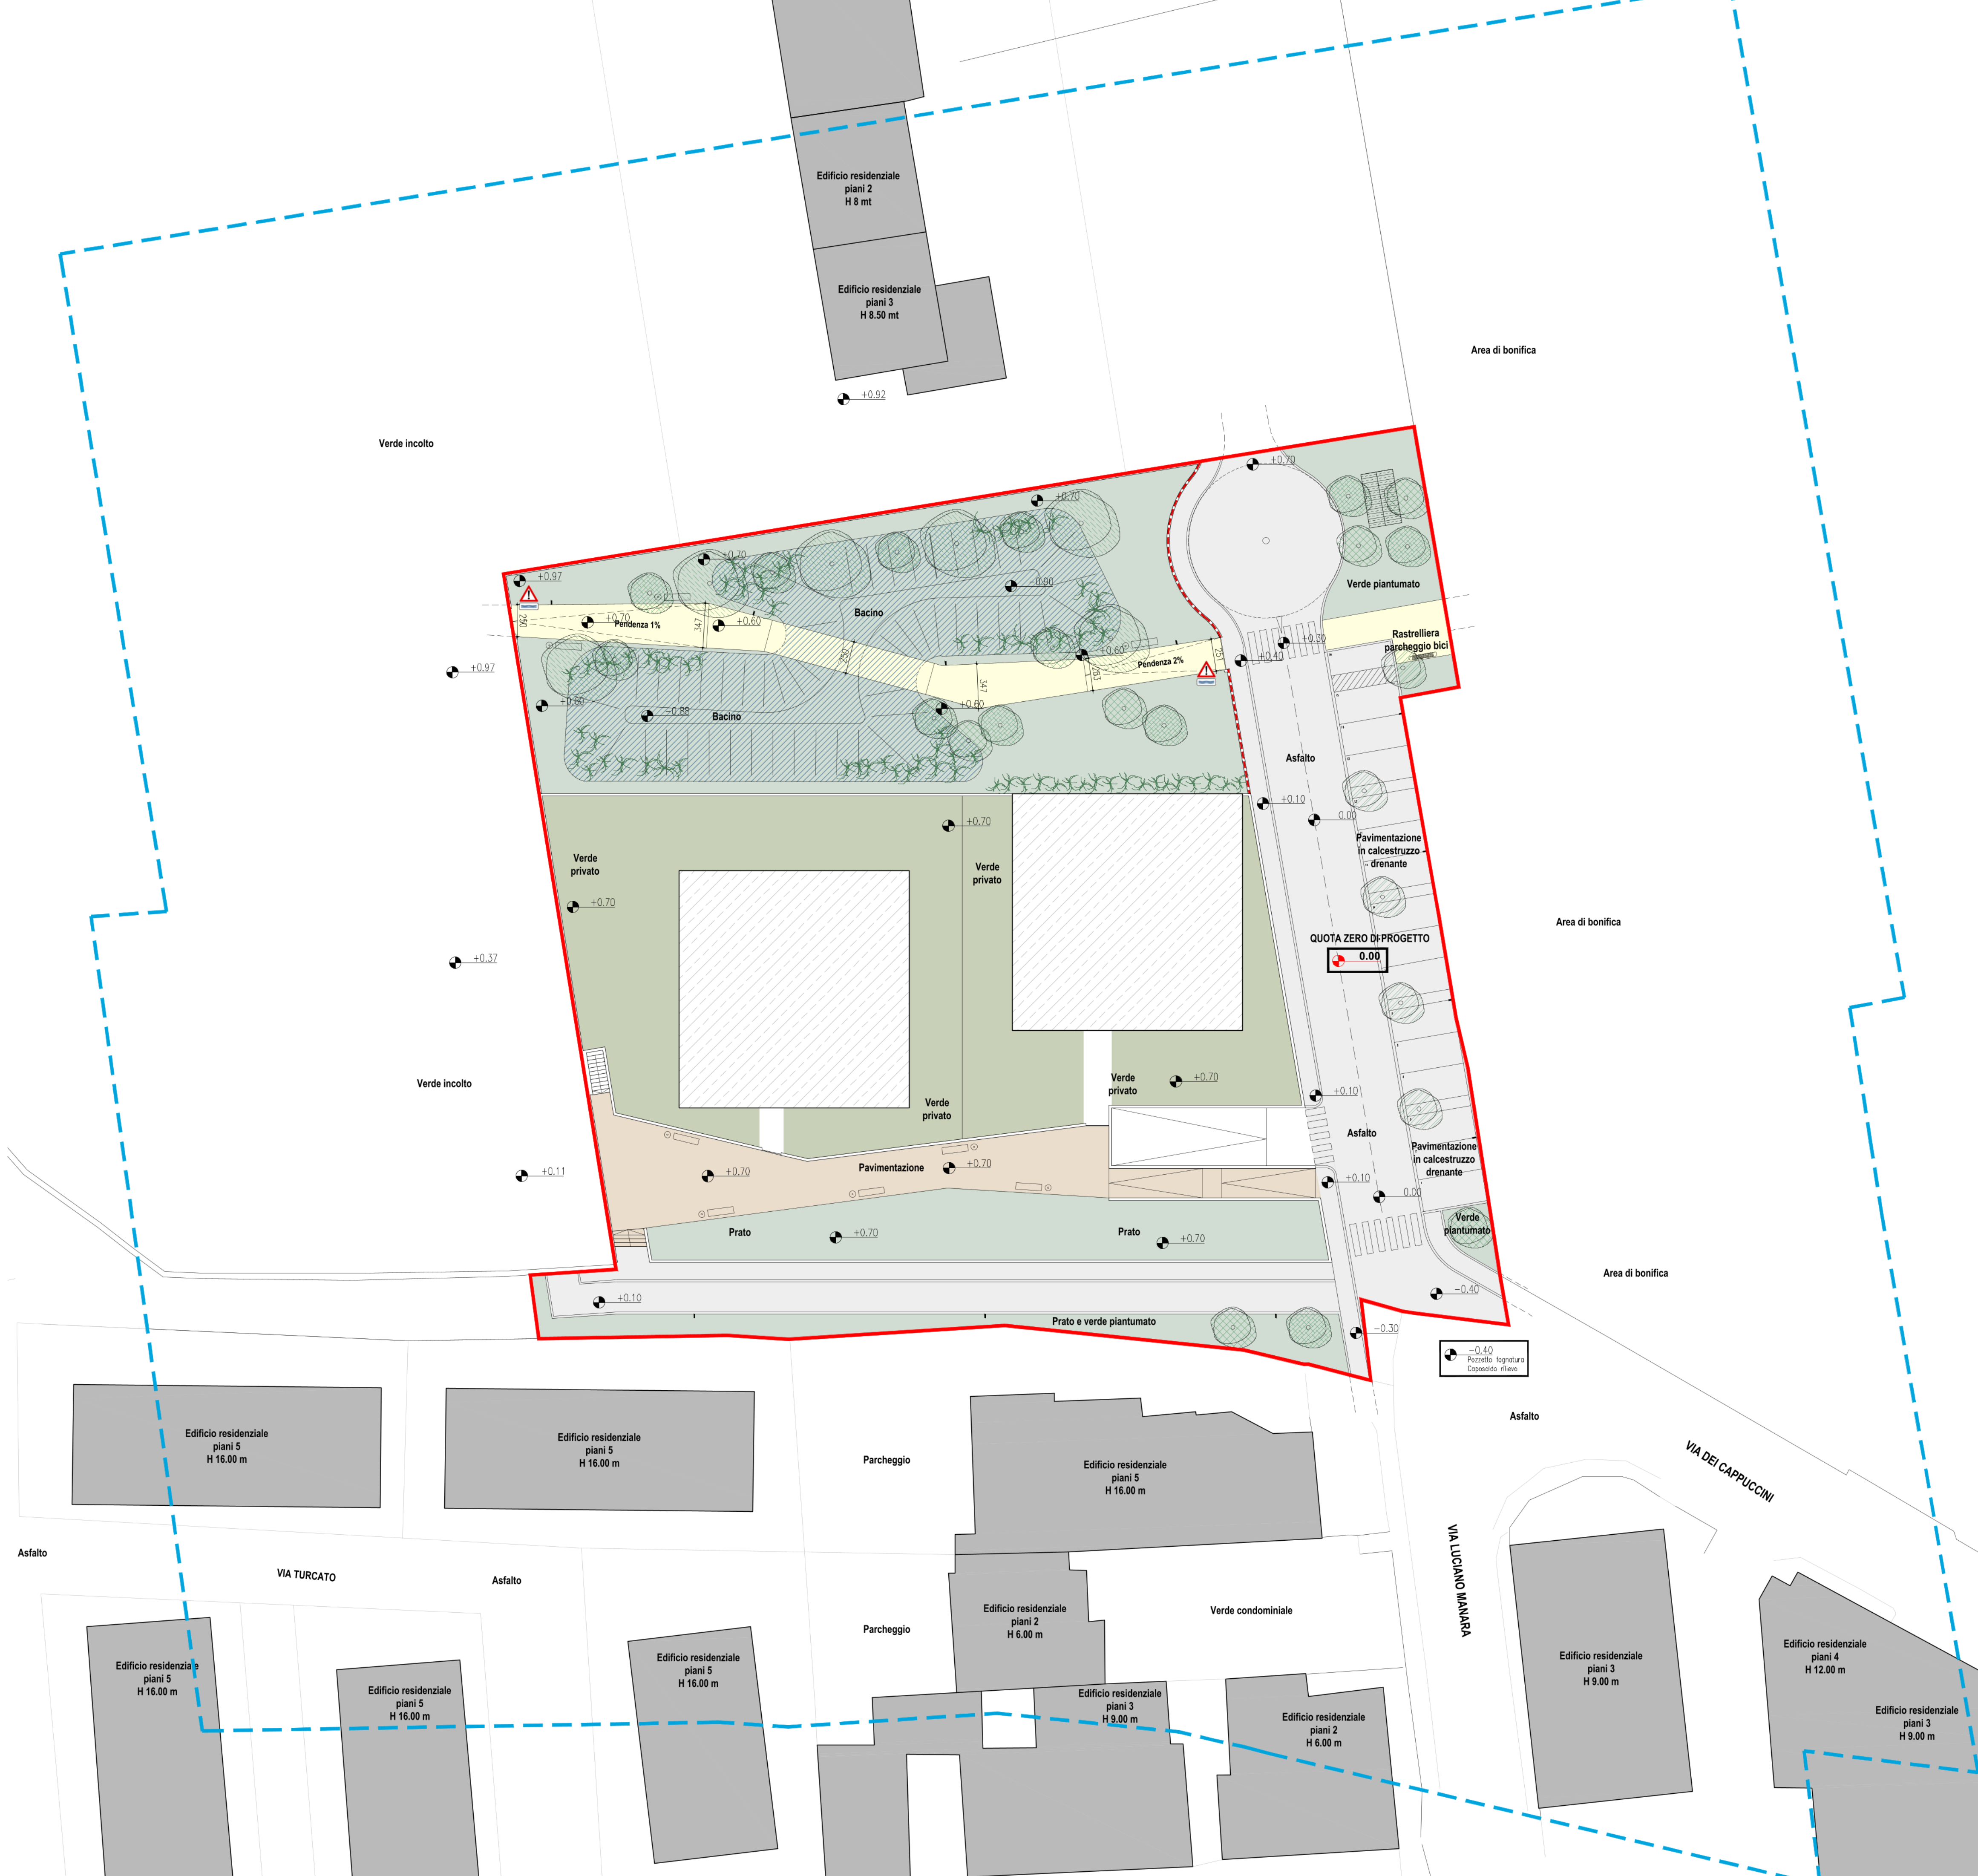 Edificio residenziale
piani 2
H 8 mt
Edificio residenziale
piani 3
H 8.50 mt
Area di bonifica
+0.92
Verde incolto
+0.70
+0.70
+0.70
+0.97
-0.90
Verde piantumato
Bacino
250
+0.70
Pendenza 1%
347
+0.60
+0.30
Rastrelliera
parcheggio bici
250
+0.60
Pendenza 2%
251
+0.40
+0.97
263
347
+0.60
-0.88
Bacino
+0.60
Asfalto
+0.10
0.00
+0.70
Pavimentazione
in calcestruzzo
drenante
Verde
privato
Verde
privato
+0.70
Area di bonifica
QUOTA ZERO DI PROGETTO
0.00
+0.37
Verde incolto
Verde
privato
+0.70
Verde
privato
+0.10
Asfalto
Pavimentazione
in calcestruzzo
drenante
+0.11
+0.70
Pavimentazione
+0.70
+0.10
0.00
Prato
+0.70
Prato
+0.70
Verde
piantumato
Area di bonifica
+0.10
-0.40
Prato e verde piantumato
-0.30
-0.40
Pozzetto fognatura
Caposaldo rilievo
Edificio residenziale
piani 5
H 16.00 m
Edificio residenziale
piani 5
H 16.00 m
Parcheggio
Edificio residenziale
piani 5
H 16.00 m
Asfalto
VIA DEI CAPPUCCINI
Asfalto
VIA TURCATO
Asfalto
VIA LUCIANO MANARA
Edificio residenziale
piani 2
H 6.00 m
Verde condominiale
Parcheggio
Edificio residenziale
piani 5
H 16.00 m
Edificio residenziale
piani 5
H 16.00 m
Edificio residenziale
piani 5
H 16.00 m
Edificio residenziale
piani 3
H 9.00 m
Edificio residenziale
piani 2
H 6.00 m
Edificio residenziale
piani 3
H 9.00 m
Edificio residenziale
piani 4
H 12.00 m
Edificio residenziale
piani 3
H 9.00 m